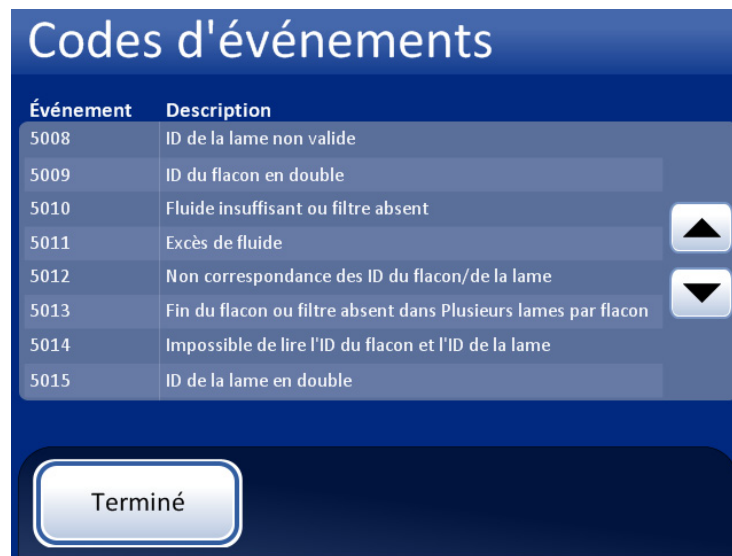 Codes d'événements
Événement Description
5008 ID de la lame non valide
5009 ID du flacon en double
5010 Fluide insuffisant ou filtre absent
5011 Excès de fluide
5012 Non correspondance des ID du flacon/de la lame
5013 Fin du flacon ou filtre absent dans Plusieurs lames par flacon
5014 Impossible de lire l'ID du flacon et l'ID de la lame
5015 ID de la lame en double
Terminé